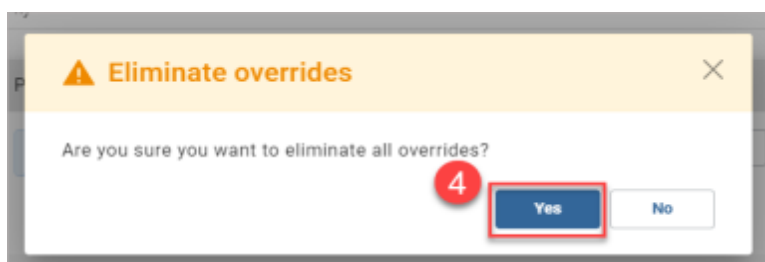 Eliminate overrides
Are you sure you want to eliminate all overrides?
4
Yes No